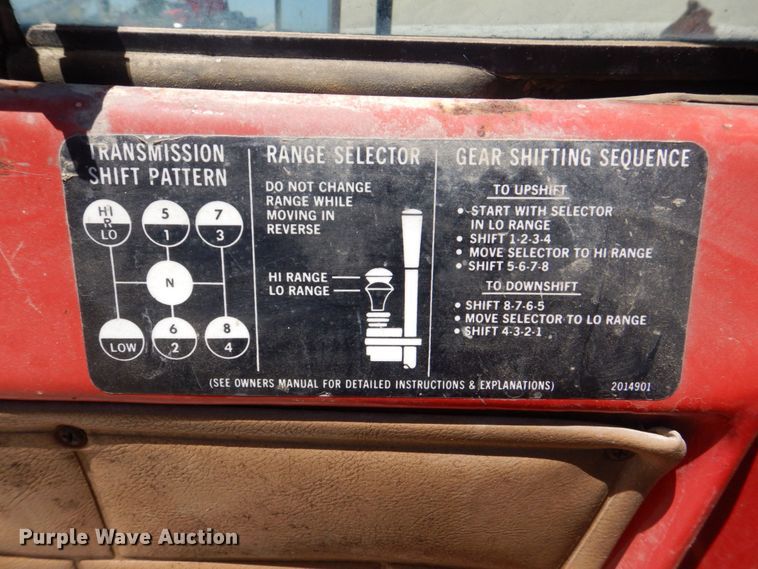 TRANSMISSION
SHIFT PATTERN
HI
R
LO
5
1
7
3
N
LOW
6
2
8
4
RANGE SELECTOR
DO NOT CHANGE
RANGE WHILE
MOVING IN
REVERSE
HI RANGE
LO RANGE
GEAR SHIFTING SEQUENCE
TO UPSHIFT
• START WITH SELECTOR
IN LO RANGE
• SHIFT 1-2-3-4
• MOVE SELECTOR TO HI RANGE
• SHIFT 5-6-7-8
TO DOWNSHIFT
• SHIFT 8-7-6-5
• MOVE SELECTOR TO LO RANGE
• SHIFT 4-3-2-1
(SEE OWNERS MANUAL FOR DETAILED INSTRUCTIONS & EXPLANATIONS)
2014901
Purple Wave Auction